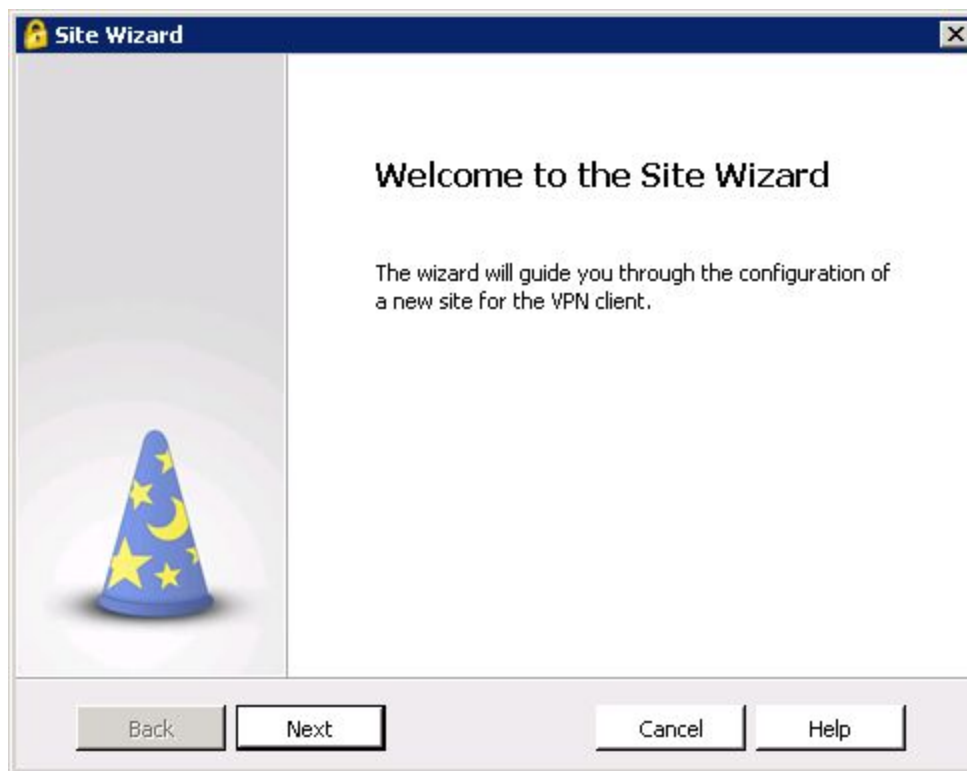 Site Wizard
Welcome to the Site Wizard
The wizard will guide you through the configuration of
a new site for the VPN client.
Back Next Cancel Help